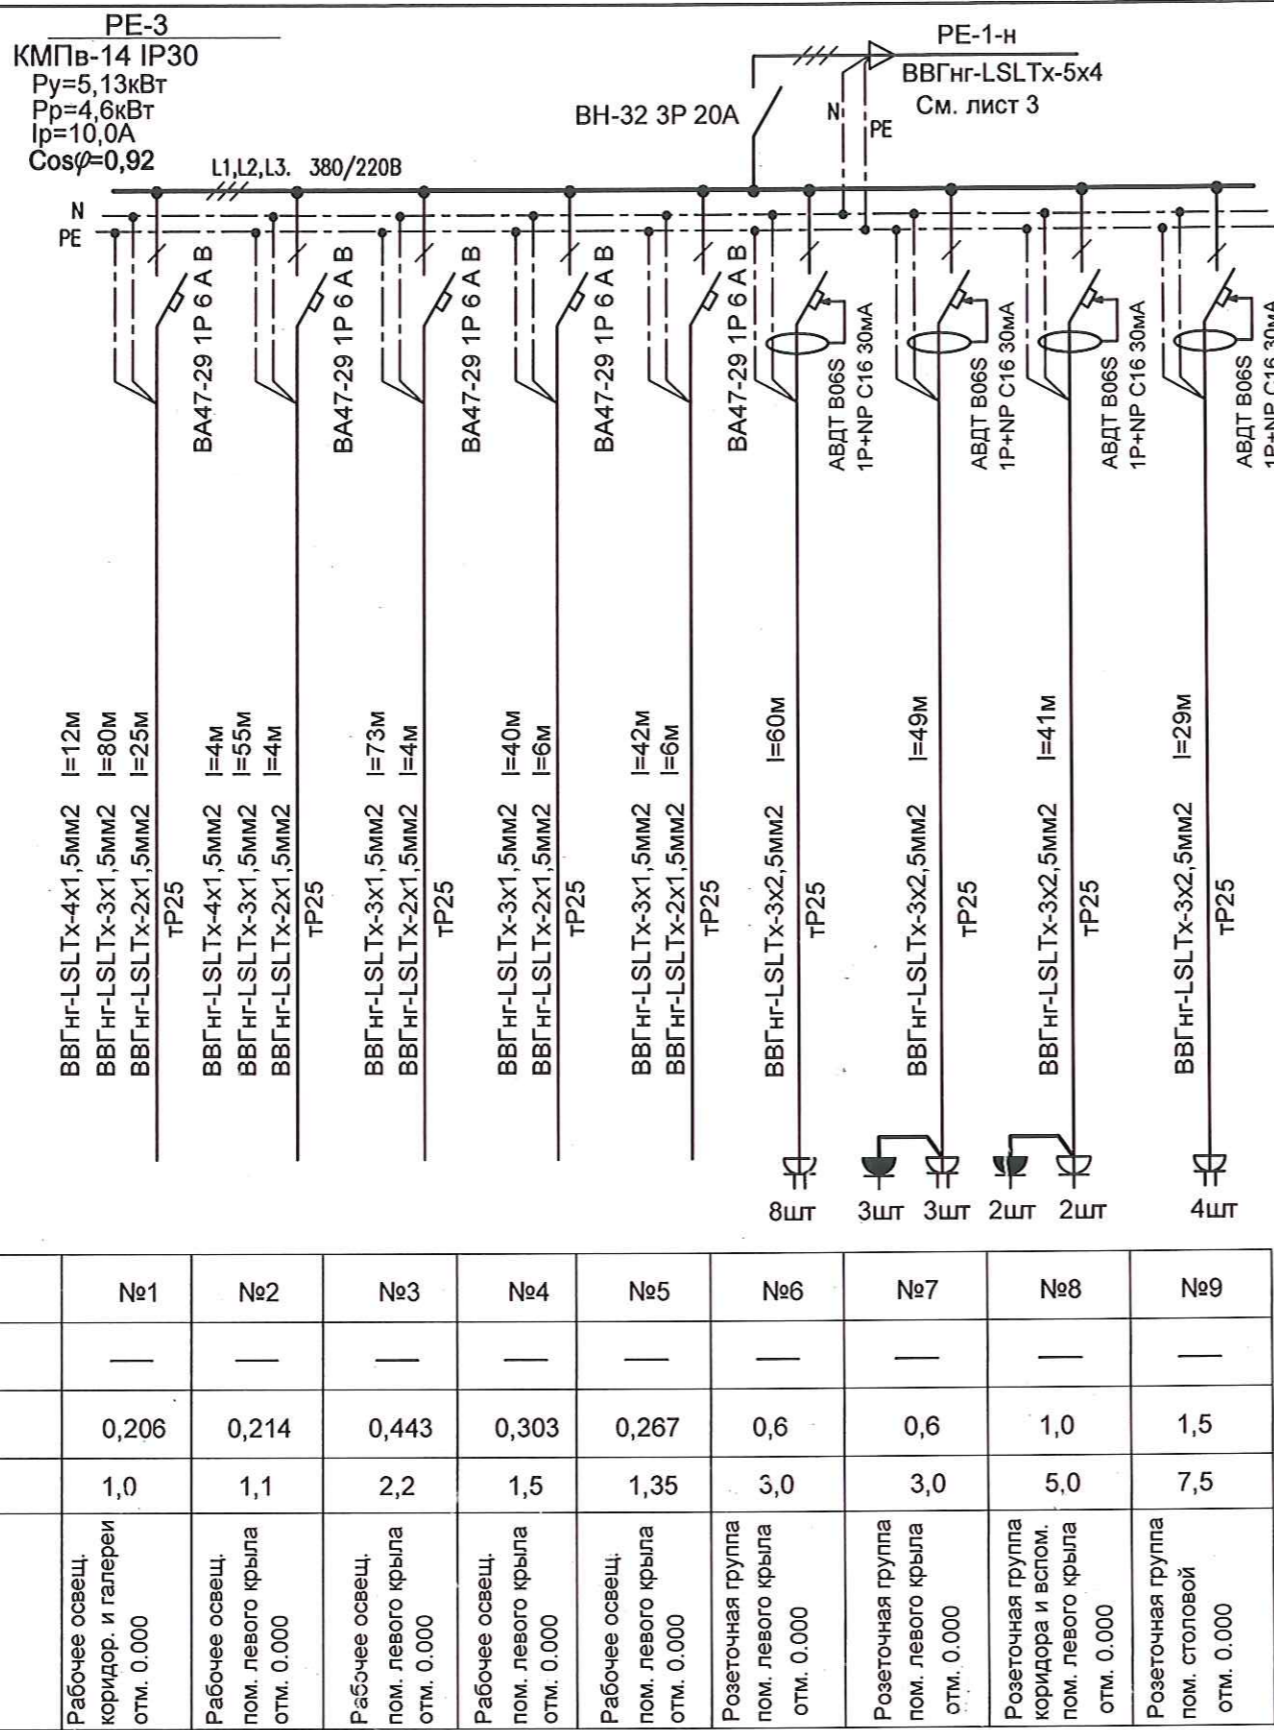 РЕ-3
КМПв-14 IP30
Ру=5,13кВт
Рр=4,6кВт
Iр=10,0А
Cosφ=0,92
L1,L2,L3. 380/220В
N
PE
ВН-32 3Р 20А
N
PE
РЕ-1-н
ВВГнг-LSLTx-5x4
См. лист 3
ВА47-29 1Р 6 А В
ВА47-29 1Р 6 А В
ВА47-29 1Р 6 А В
ВА47-29 1Р 6 А В
ВА47-29 1Р 6 А В
АВДТ В06S
1P+NP C16 30мА
АВДТ В06S
1P+NP C16 30мА
АВДТ В06S
1P+NP C16 30мА
АВДТ В06S
1P+NP C16 30мА
ВВГнг-LSLTx-4x1,5мм2 l=12м
ВВГнг-LSLTx-3x1,5мм2 l=80м
ВВГнг-LSLTx-2x1,5мм2 l=25м
тР25
ВВГнг-LSLTx-4x1,5мм2 l=4м
ВВГнг-LSLTx-3x1,5мм2 l=55м
ВВГнг-LSLTx-2x1,5мм2 l=4м
тР25
ВВГнг-LSLTx-3x1,5мм2 l=73м
ВВГнг-LSLTx-2x1,5мм2 l=4м
тР25
ВВГнг-LSLTx-3x1,5мм2 l=40м
ВВГнг-LSLTx-2x1,5мм2 l=6м
тР25
ВВГнг-LSLTx-3x1,5мм2 l=42м
ВВГнг-LSLTx-2x1,5мм2 l=6м
тР25
ВВГнг-LSLTx-3x2,5мм2 l=60м
тР25
ВВГнг-LSLTx-3x2,5мм2 l=49м
тР25
ВВГнг-LSLTx-3x2,5мм2 l=41м
тР25
ВВГнг-LSLTx-3x2,5мм2 l=29м
тР25
8шт 3шт 3шт 2шт 2шт 4шт
№1 №2 №3 №4 №5 №6 №7 №8 №9
— — — — — — — — —
0,206 0,214 0,443 0,303 0,267 0,6 0,6 1,0 1,5
1,0 1,1 2,2 1,5 1,35 3,0 3,0 5,0 7,5
Рабочее освещ.
коридор. и галереи
отм. 0.000
Рабочее освещ.
пом. левого крыла
отм. 0.000
Рабочее освещ.
пом. левого крыла
отм. 0.000
Рабочее освещ.
пом. левого крыла
отм. 0.000
Рабочее освещ.
пом. левого крыла
отм. 0.000
Розеточная группа
пом. левого крыла
отм. 0.000
Розеточная группа
пом. левого крыла
отм. 0.000
Розеточная группа
коридора и вспом.
пом. левого крыла
отм. 0.000
Розеточная группа
пом. столовой
отм. 0.000